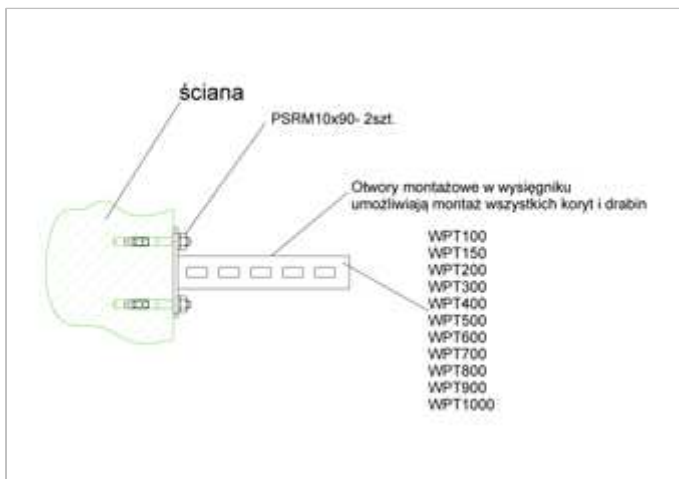 ściana
PSRM10x90- 2szt.
Otwory montażowe w wysięgniku
umożliwiają montaż wszystkich koryt i drabin
WPT100
WPT150
WPT200
WPT300
WPT400
WPT500
WPT600
WPT700
WPT800
WPT900
WPT1000